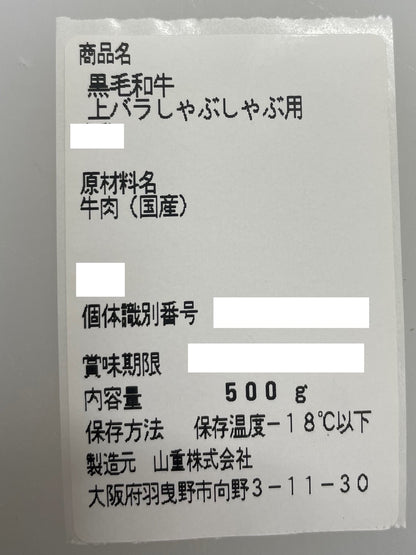 商品名
黒毛和牛
上バラしゃぶしゃぶ用
原材料名
牛肉（国産）
個体識別番号
賞味期限
内容量 500 g
保存方法 保存温度－18℃以下
製造元 山重株式会社
大阪府羽曳野市向野3－11－30